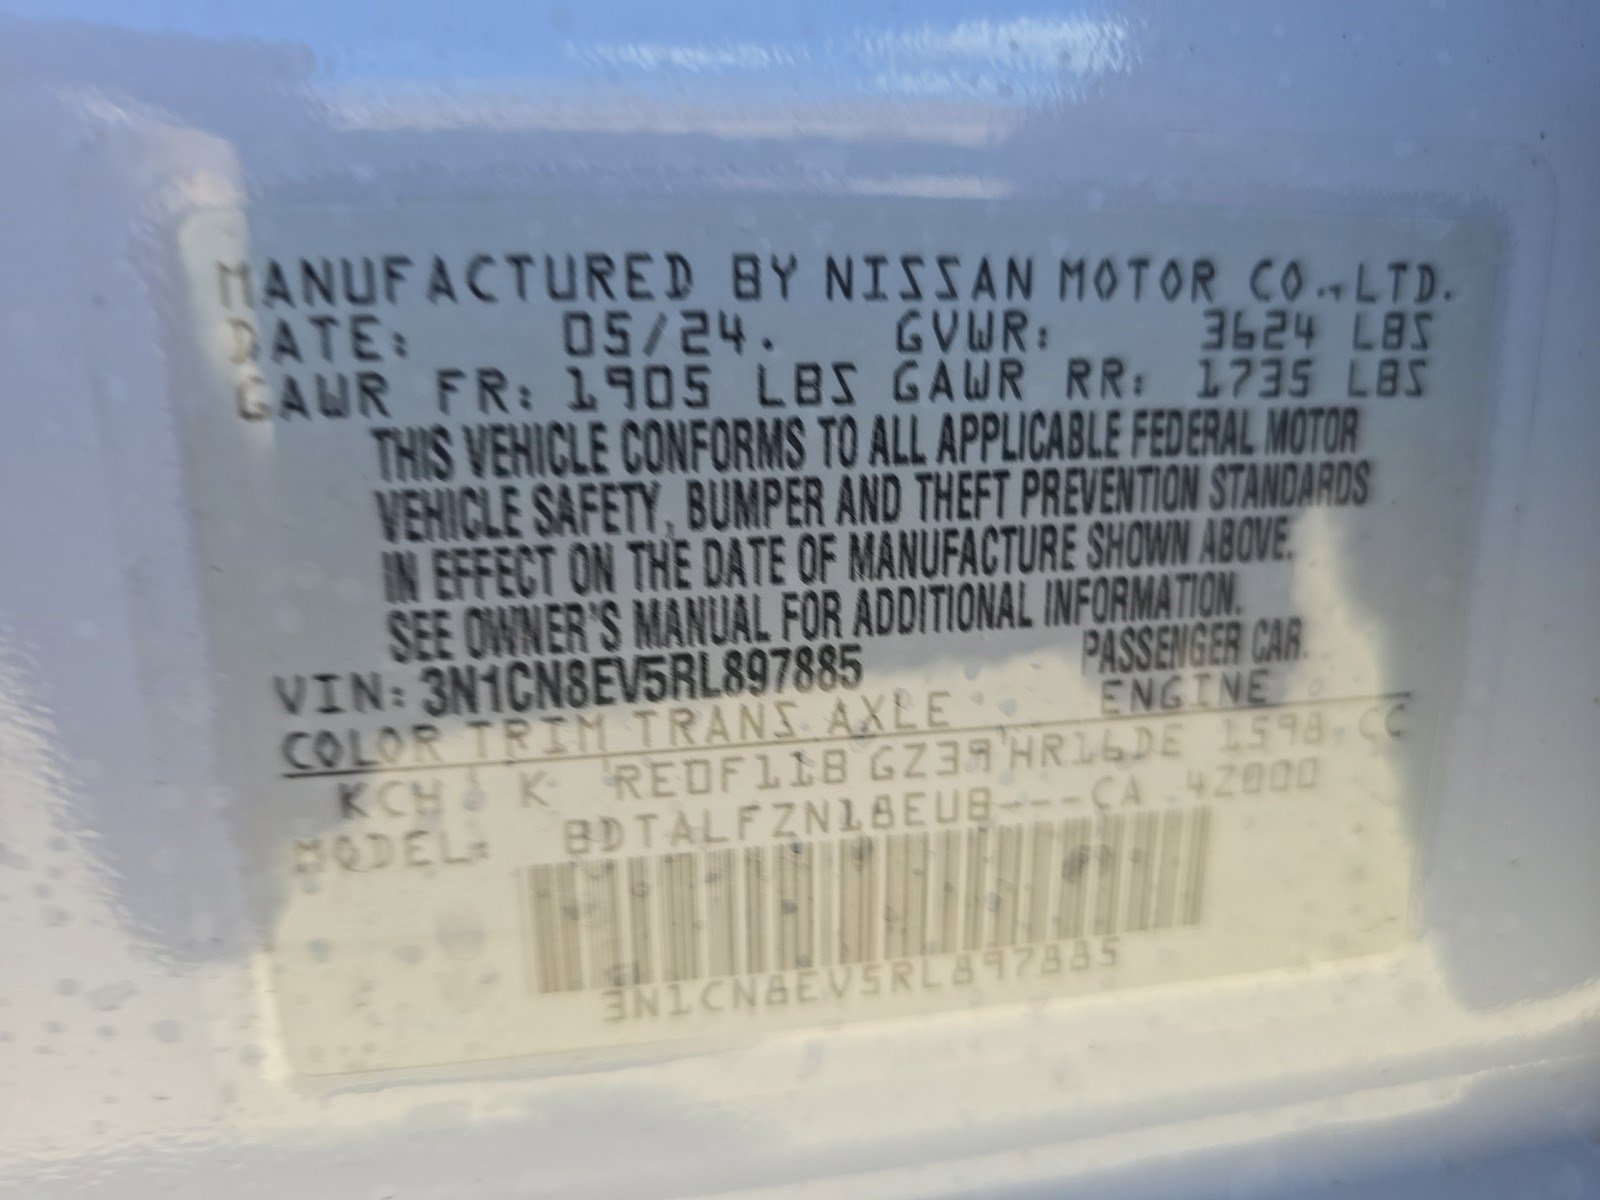 MANUFACTURED BY NISSAN MOTOR CO., LTD.
DATE: 05/24. GVWR: 3624 LBS
GAWR FR: 1905 LBS GAWR RR: 1735 LBS
THIS VEHICLE CONFORMS TO ALL APPLICABLE FEDERAL MOTOR
VEHICLE SAFETY, BUMPER AND THEFT PREVENTION STANDARDS
IN EFFECT ON THE DATE OF MANUFACTURE SHOWN ABOVE.
SEE OWNER'S MANUAL FOR ADDITIONAL INFORMATION.
VIN: 3N1CN8EV5RL897885 PASSENGER CAR.
COLOR TRIM TRANS AXLE ENGINE
KCH K RE0F11B GZ39 HR16DE 1598 CC
MODEL: BDTALFZN18EUB---CA 42000
3N1CN8EV5RL897885